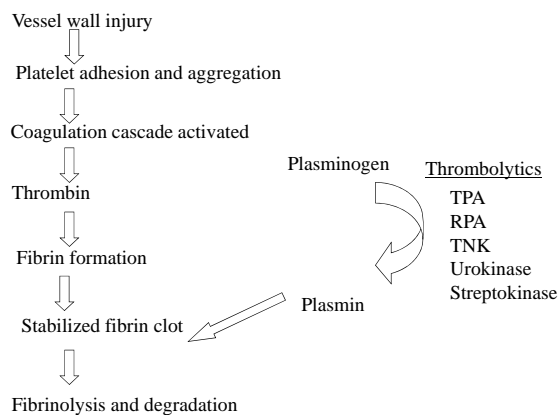 Vessel wall injury
Platelet adhesion and aggregation
Coagulation cascade activated
Thrombin
Fibrin formation
Stabilized fibrin clot
Fibrinolysis and degradation
Plasminogen
Plasmin
Thrombolytics
TPA
RPA
TNK
Urokinase
Streptokinase